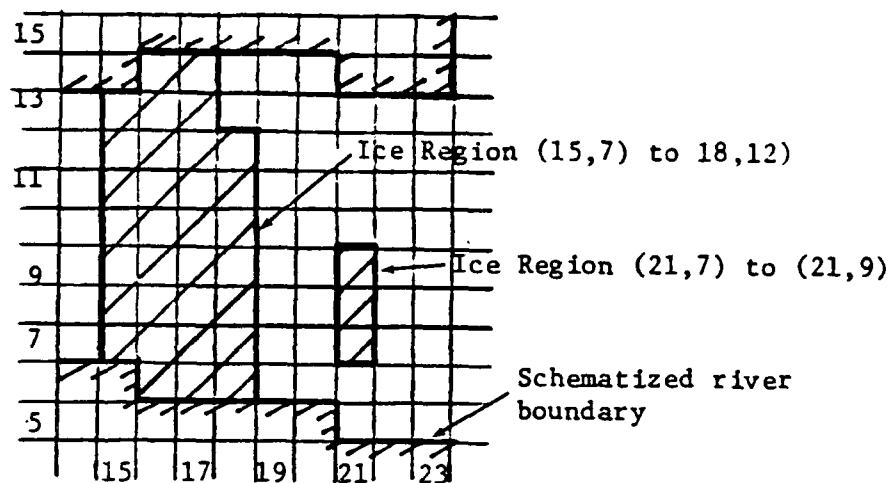 15
13
Ice Region (15,7) to 18,12)
11
Ice Region (21,7) to (21,9)
9
7
Schematized river
boundary
5
15 17 19 21 23